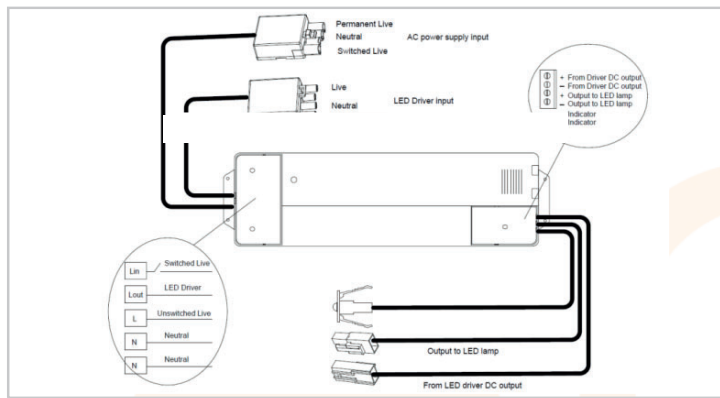 Permanent Live
Neutral
AC power supply input
Switched Live
Live
Neutral
LED Driver input
+ From Driver DC output
− From Driver DC output
+ Output to LED lamp
− Output to LED lamp
Indicator
Indicator
Lin
Switched Live
Lout
LED Driver
L
Unswitched Live
N
Neutral
N
Neutral
Output to LED lamp
From LED driver DC output